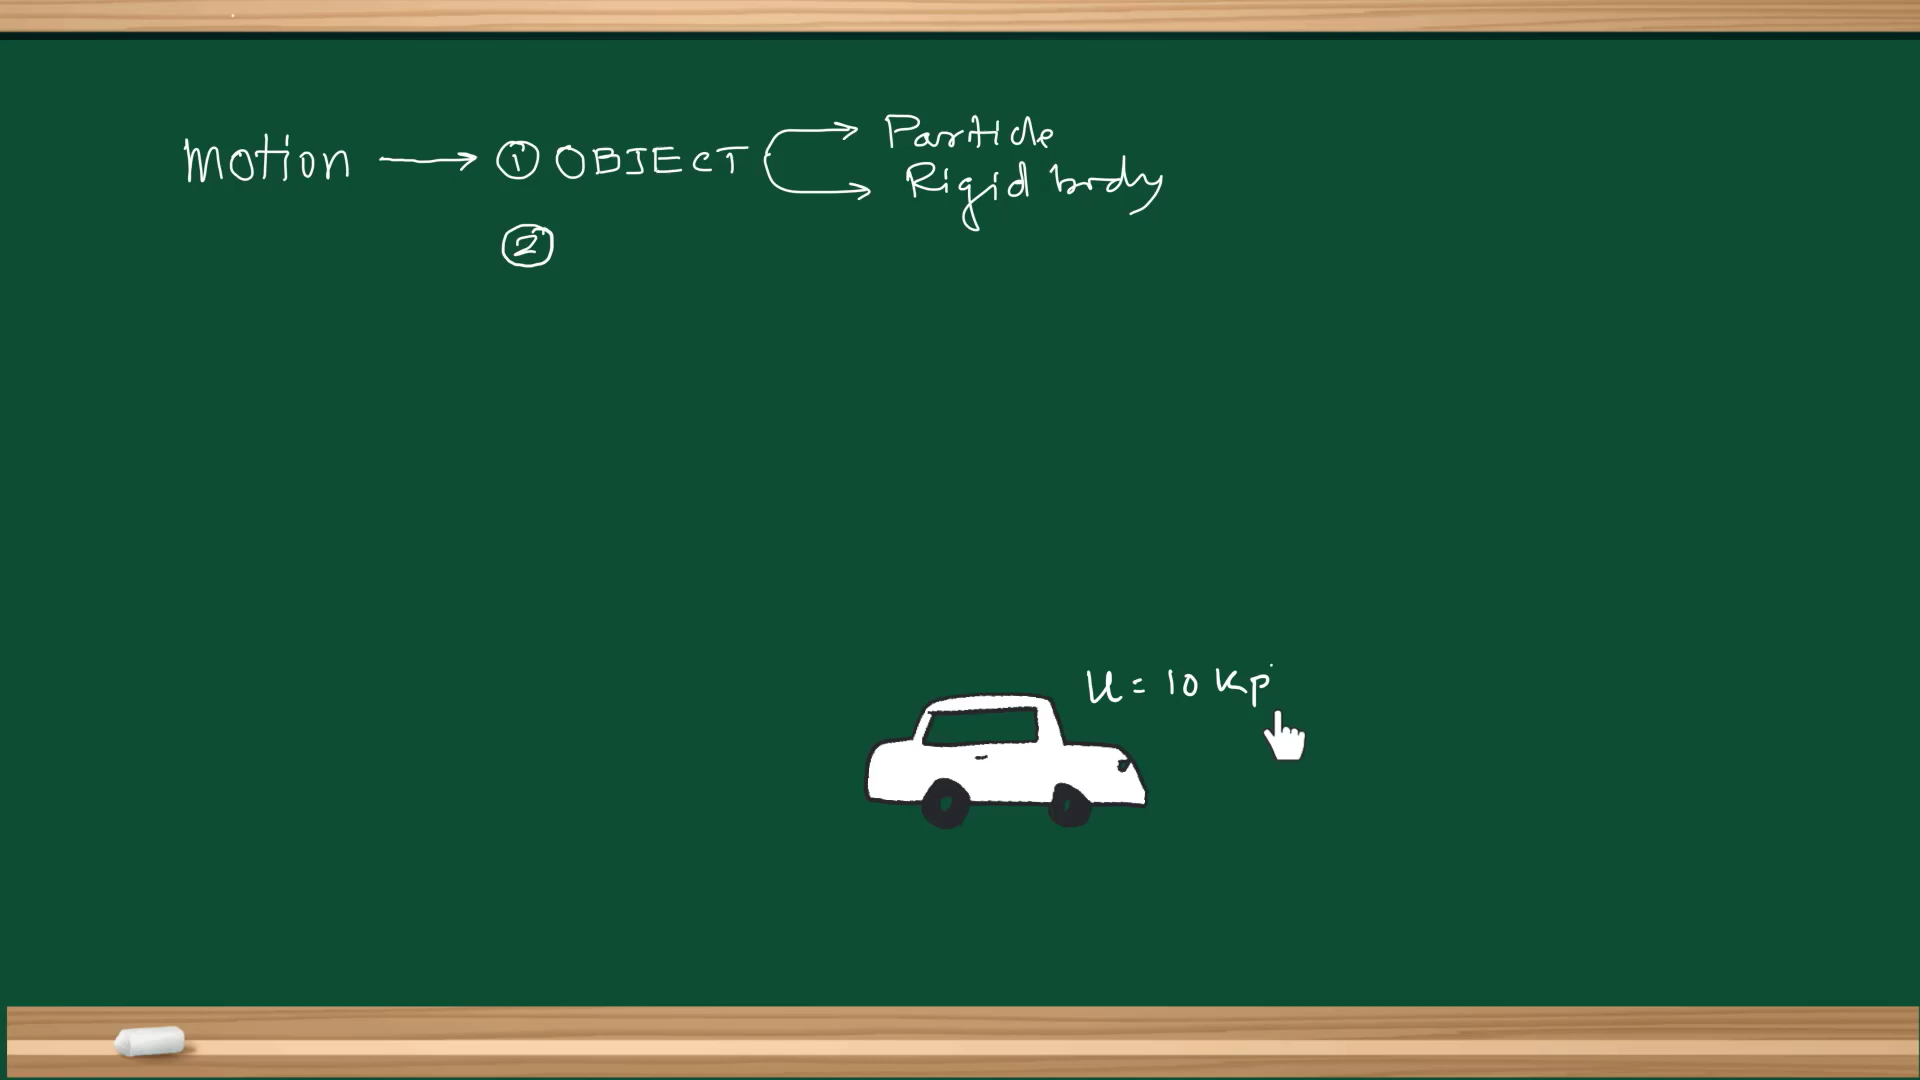 Motion → ① OBJECT → Particle
→ Rigid body
②
u = 10 Kp